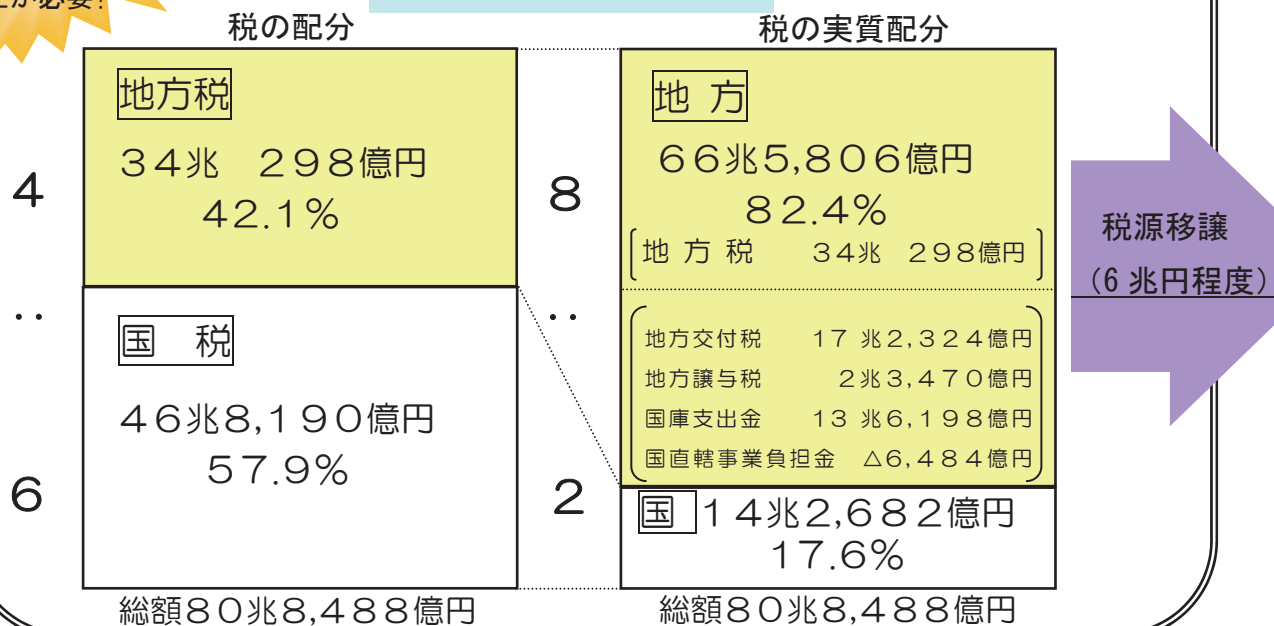 が必要!
税の配分
地方税
34兆 298億円
42.1%
4
:
6
国 税
46兆8,190億円
57.9%
総額80兆8,488億円
税の実質配分
8
:
2
地 方
66兆5,806億円
82.4%
地 方 税 34兆 298億円
地方交付税 17兆2,324億円
地方譲与税 2兆3,470億円
国庫支出金 13兆6,198億円
国直轄事業負担金 △6,484億円
国 14兆2,682億円
17.6%
総額80兆8,488億円
税源移譲
(6兆円程度)